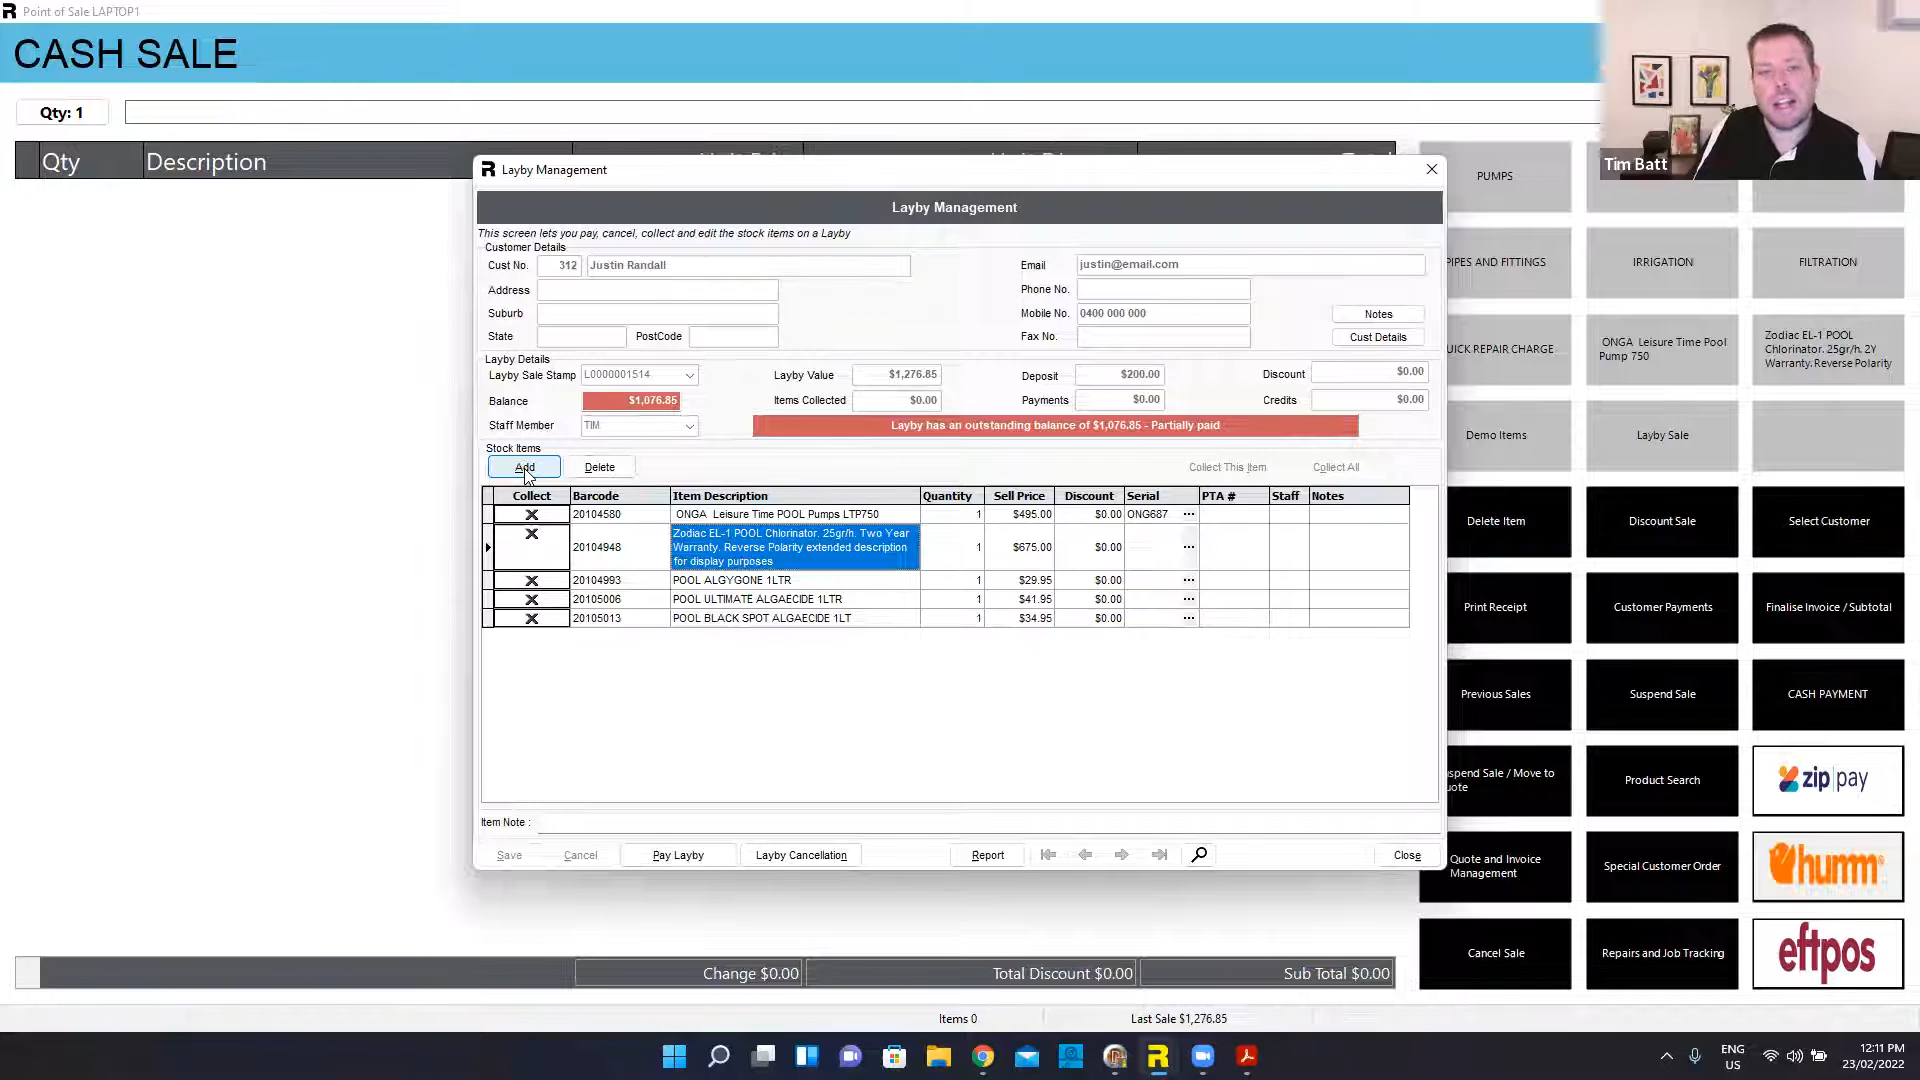 Point of Sale LAPTOP1
CASH SALE
Qty: 1
Qty Description
Tim Batt
Layby Management
Layby Management
This screen lets you pay, cancel, collect and edit the stock items on a Layby
Customer Details
Cust No. 312 Justin Randall
Email justin@email.com
Address
Phone No.
Suburb
Mobile No. 0400 000 000
Notes
State PostCode
Fax No.
Cust Details
Layby Details
Layby Sale Stamp L0000001514
Layby Value $1,276.85
Deposit $200.00
Discount $0.00
Balance $1,076.85
Items Collected $0.00
Payments $0.00
Credits $0.00
Staff Member TIM
Layby has an outstanding balance of $1,076.85 - Partially paid
Stock Items
Add Delete Collect This Item Collect All
Collect Barcode Item Description Quantity Sell Price Discount Serial PTA # Staff Notes
X 20104580 ONGA Leisure Time POOL Pumps LTP750 1 $495.00 $0.00 ONG687 ...
X 20104948 Zodiac EL-1 POOL Chlorinator. 25gr/h. Two Year
Warranty. Reverse Polarity extended description
for display purposes 1 $675.00 $0.00 ...
X 20104993 POOL ALGYGONE 1LTR 1 $29.95 $0.00 ...
X 20105006 POOL ULTIMATE ALGAECIDE 1LTR 1 $41.95 $0.00 ...
X 20105013 POOL BLACK SPOT ALGAECIDE 1LT 1 $34.95 $0.00 ...
Item Note :
Save Cancel Pay Layby Layby Cancellation Report Close
PUMPS
PIPES AND FITTINGS IRRIGATION FILTRATION
UICK REPAIR CHARGE
ONGA Leisure Time Pool
Pump 750
Zodiac EL-1 POOL
Chlorinator. 25gr/h. 2Y
Warranty. Reverse Polarity
Demo Items Layby Sale
Delete Item Discount Sale Select Customer
Print Receipt Customer Payments Finalise Invoice / Subtotal
Previous Sales Suspend Sale CASH PAYMENT
spend Sale / Move to
uote
Product Search
zip pay
Quote and Invoice
Management
Special Customer Order
humm
Cancel Sale Repairs and Job Tracking eftpos
Change $0.00 Total Discount $0.00 Sub Total $0.00
Items 0 Last Sale $1,276.85
ENG
US
12:11 PM
23/02/2022